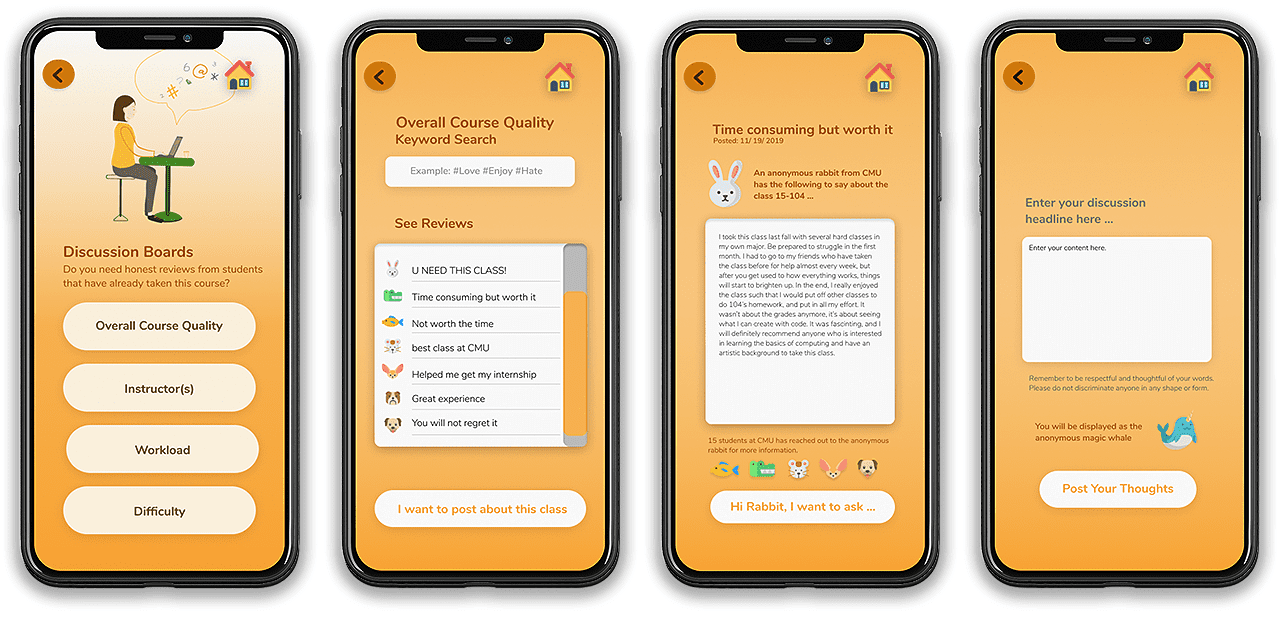 Discussion Boards
Do you need honest reviews from students
that have already taken this course?
Overall Course Quality
Instructor(s)
Workload
Difficulty
Overall Course Quality
Keyword Search
Example: #Love #Enjoy #Hate
See Reviews
U NEED THIS CLASS!
Time consuming but worth it
Not worth the time
best class at CMU
Helped me get my internship
Great experience
You will not regret it
I want to post about this class
Time consuming but worth it
Posted: 11/ 19/ 2019
An anonymous rabbit from CMU
has the following to say about the
class 15-104 ...
I took this class last fall with several hard classes in
my own major. Be prepared to struggle in the first
month. I had to go to my friends who have taken
the class before for help almost every week, but
after you get used to how everything works, things
will start to brighten up. In the end, I really enjoyed
the class such that I would put off other classes to
do 104's homework, and put in all my effort. It
wasn't about the grades anymore, it's about seeing
what I can create with code. It was fascinting, and I
will definitely recommend anyone who is interested
in learning the basics of computing and have an
artistic background to take this class.
15 students at CMU has reached out to the anonymous
rabbit for more information.
Hi Rabbit, I want to ask ...
Enter your discussion
headline here ...
Enter your content here.
Remember to be respectful and thoughtful of your words.
Please do not discriminate anyone in any shape or form.
You will be displayed as the
anonymous magic whale
Post Your Thoughts